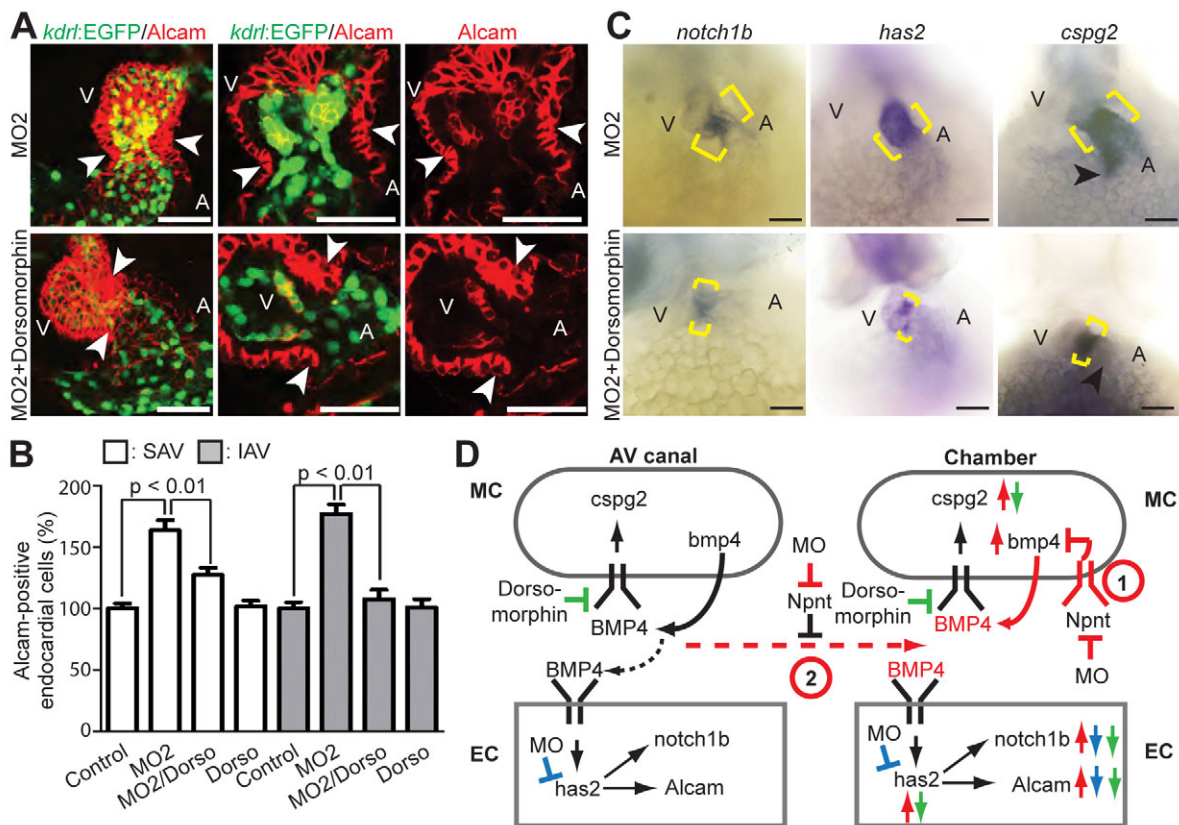 A
kdrl:EGFP/Alcam
kdrl:EGFP/Alcam
Alcam
MO2
V
A
V
A
V
A
MO2+Dorsomorphin
V
A
V
A
V
A
C
notch1b
has2
cspg2
MO2
V
A
V
A
V
A
MO2+Dorsomorphin
V
A
V
A
V
A
B
: SAV
: IAV
p < 0.01
p < 0.01
Alcam-positive
endocardial cells (%)
200
150
100
50
0
Control
MO2
MO2/Dorso
Dorso
Control
MO2
MO2/Dorso
Dorso
D
AV canal
Chamber
MC
cspg2
bmp4
Dorso-
morphin
BMP4
MO
Npnt
2
cspg2
bmp4
MC
Dorso-
morphin
BMP4
1
Npnt
MO
BMP4
EC
MO
has2
notch1b
Alcam
BMP4
MO
has2
notch1b
Alcam
EC